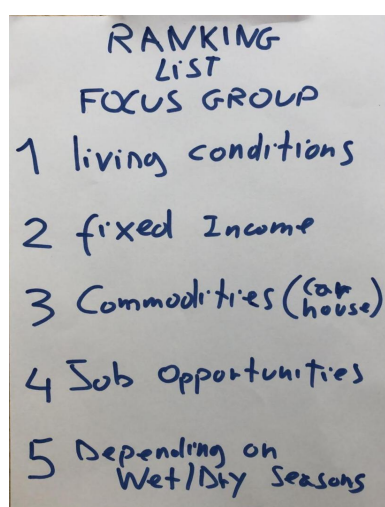 RANKING
LIST
FOCUS GROUP
1 living conditions
2 fixed Income
3 Commodities (car house)
4 Job Opportunities
5 Depending on
Wet/Dry Seasons